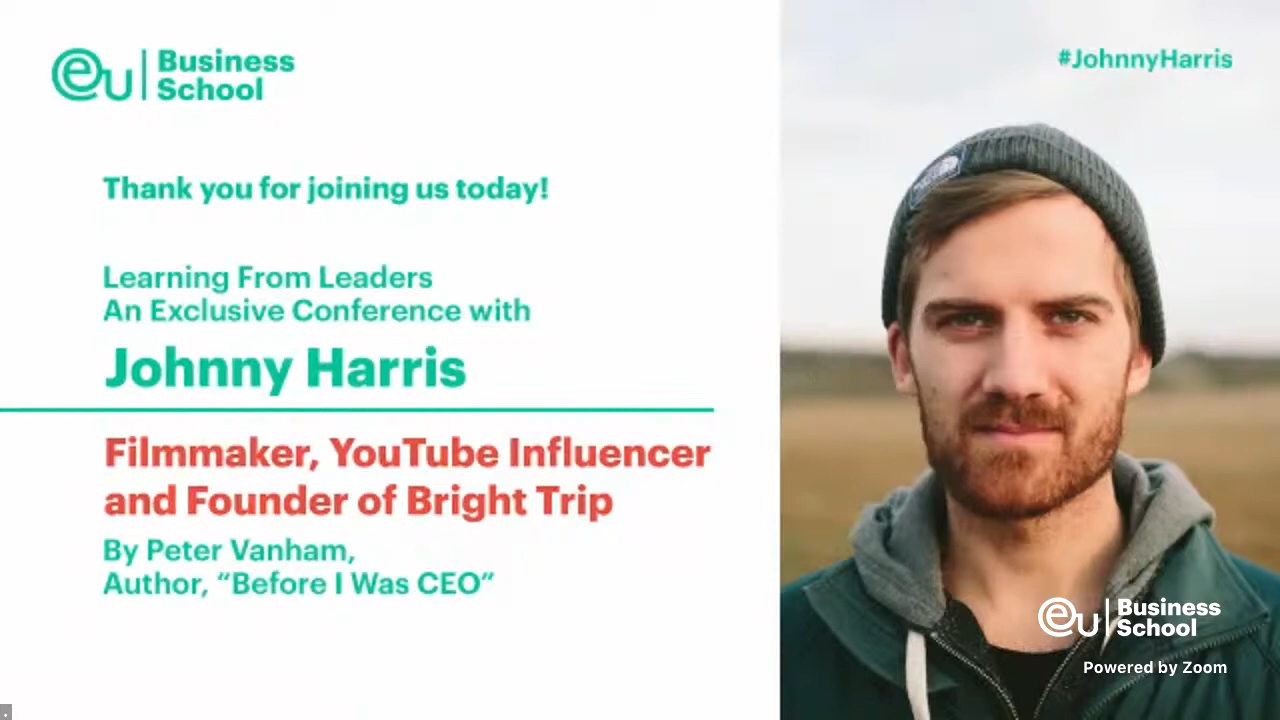 eu Business
School
#JohnnyHarris
Thank you for joining us today!
Learning From Leaders
An Exclusive Conference with
Johnny Harris
Filmmaker, YouTube Influencer
and Founder of Bright Trip
By Peter Vanham,
Author, “Before I Was CEO”
eu Business
School
Powered by Zoom